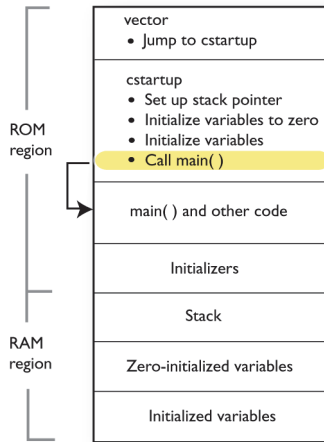 vector
• Jump to cstartup
cstartup
• Set up stack pointer
• Initialize variables to zero
• Initialize variables
• Call main( )
ROM
region
main( ) and other code
Initializers
Stack
RAM
region
Zero-initialized variables
Initialized variables